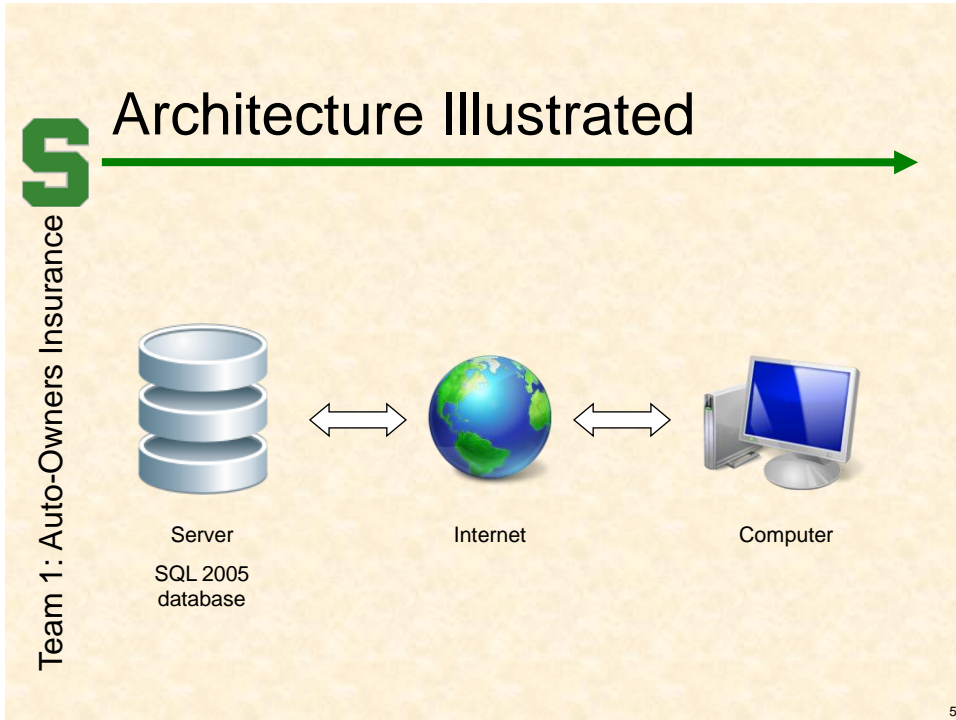 Architecture Illustrated
S
Team 1: Auto-Owners Insurance
Server
SQL 2005
database
Internet
Computer
5